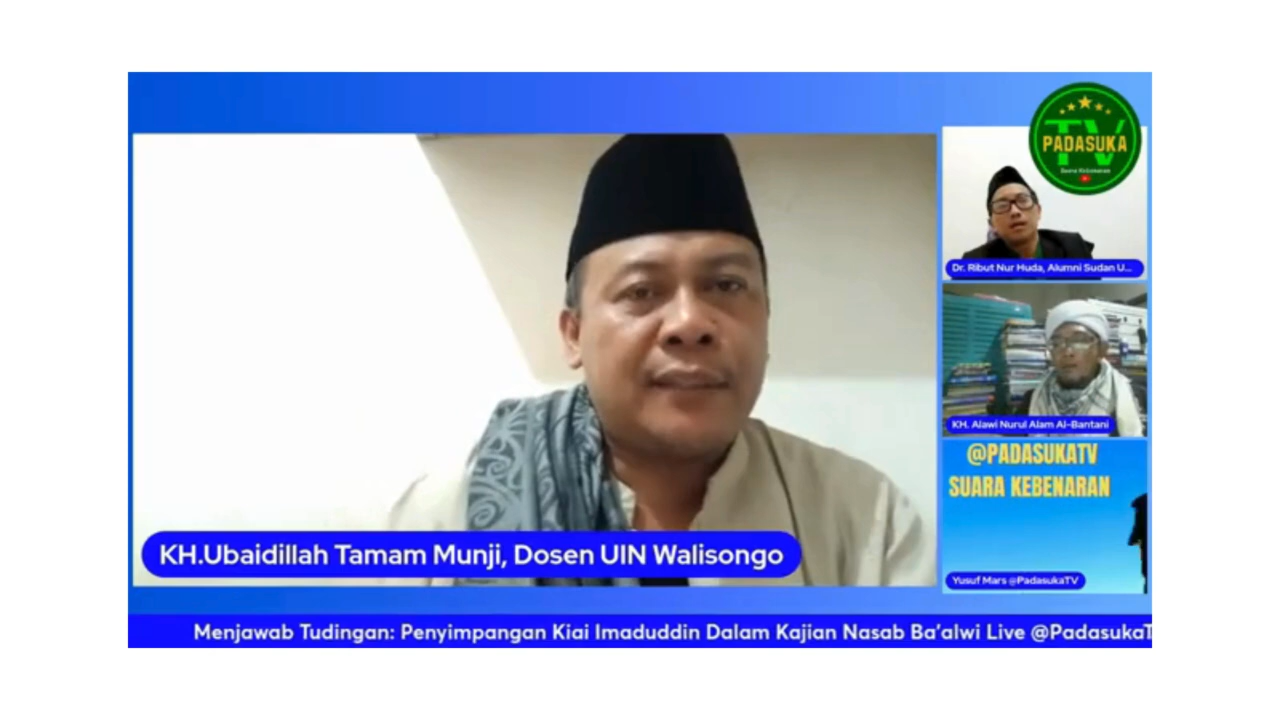 TV
PADASUKA
Suara Kebenaran
Dr. Ribut Nur Huda, Alumni Sudan U...
KH.Ubaidillah Tamam Munji, Dosen UIN Walisongo
KH. Alawi Nurul Alam Al-Bantani
@PADASUKATV
SUARA KEBENARAN
Yusuf Mars @PadasukaTV
Menjawab Tudingan: Penyimpangan Kiai Imaduddin Dalam Kajian Nasab Ba'alwi Live @PadasukaT